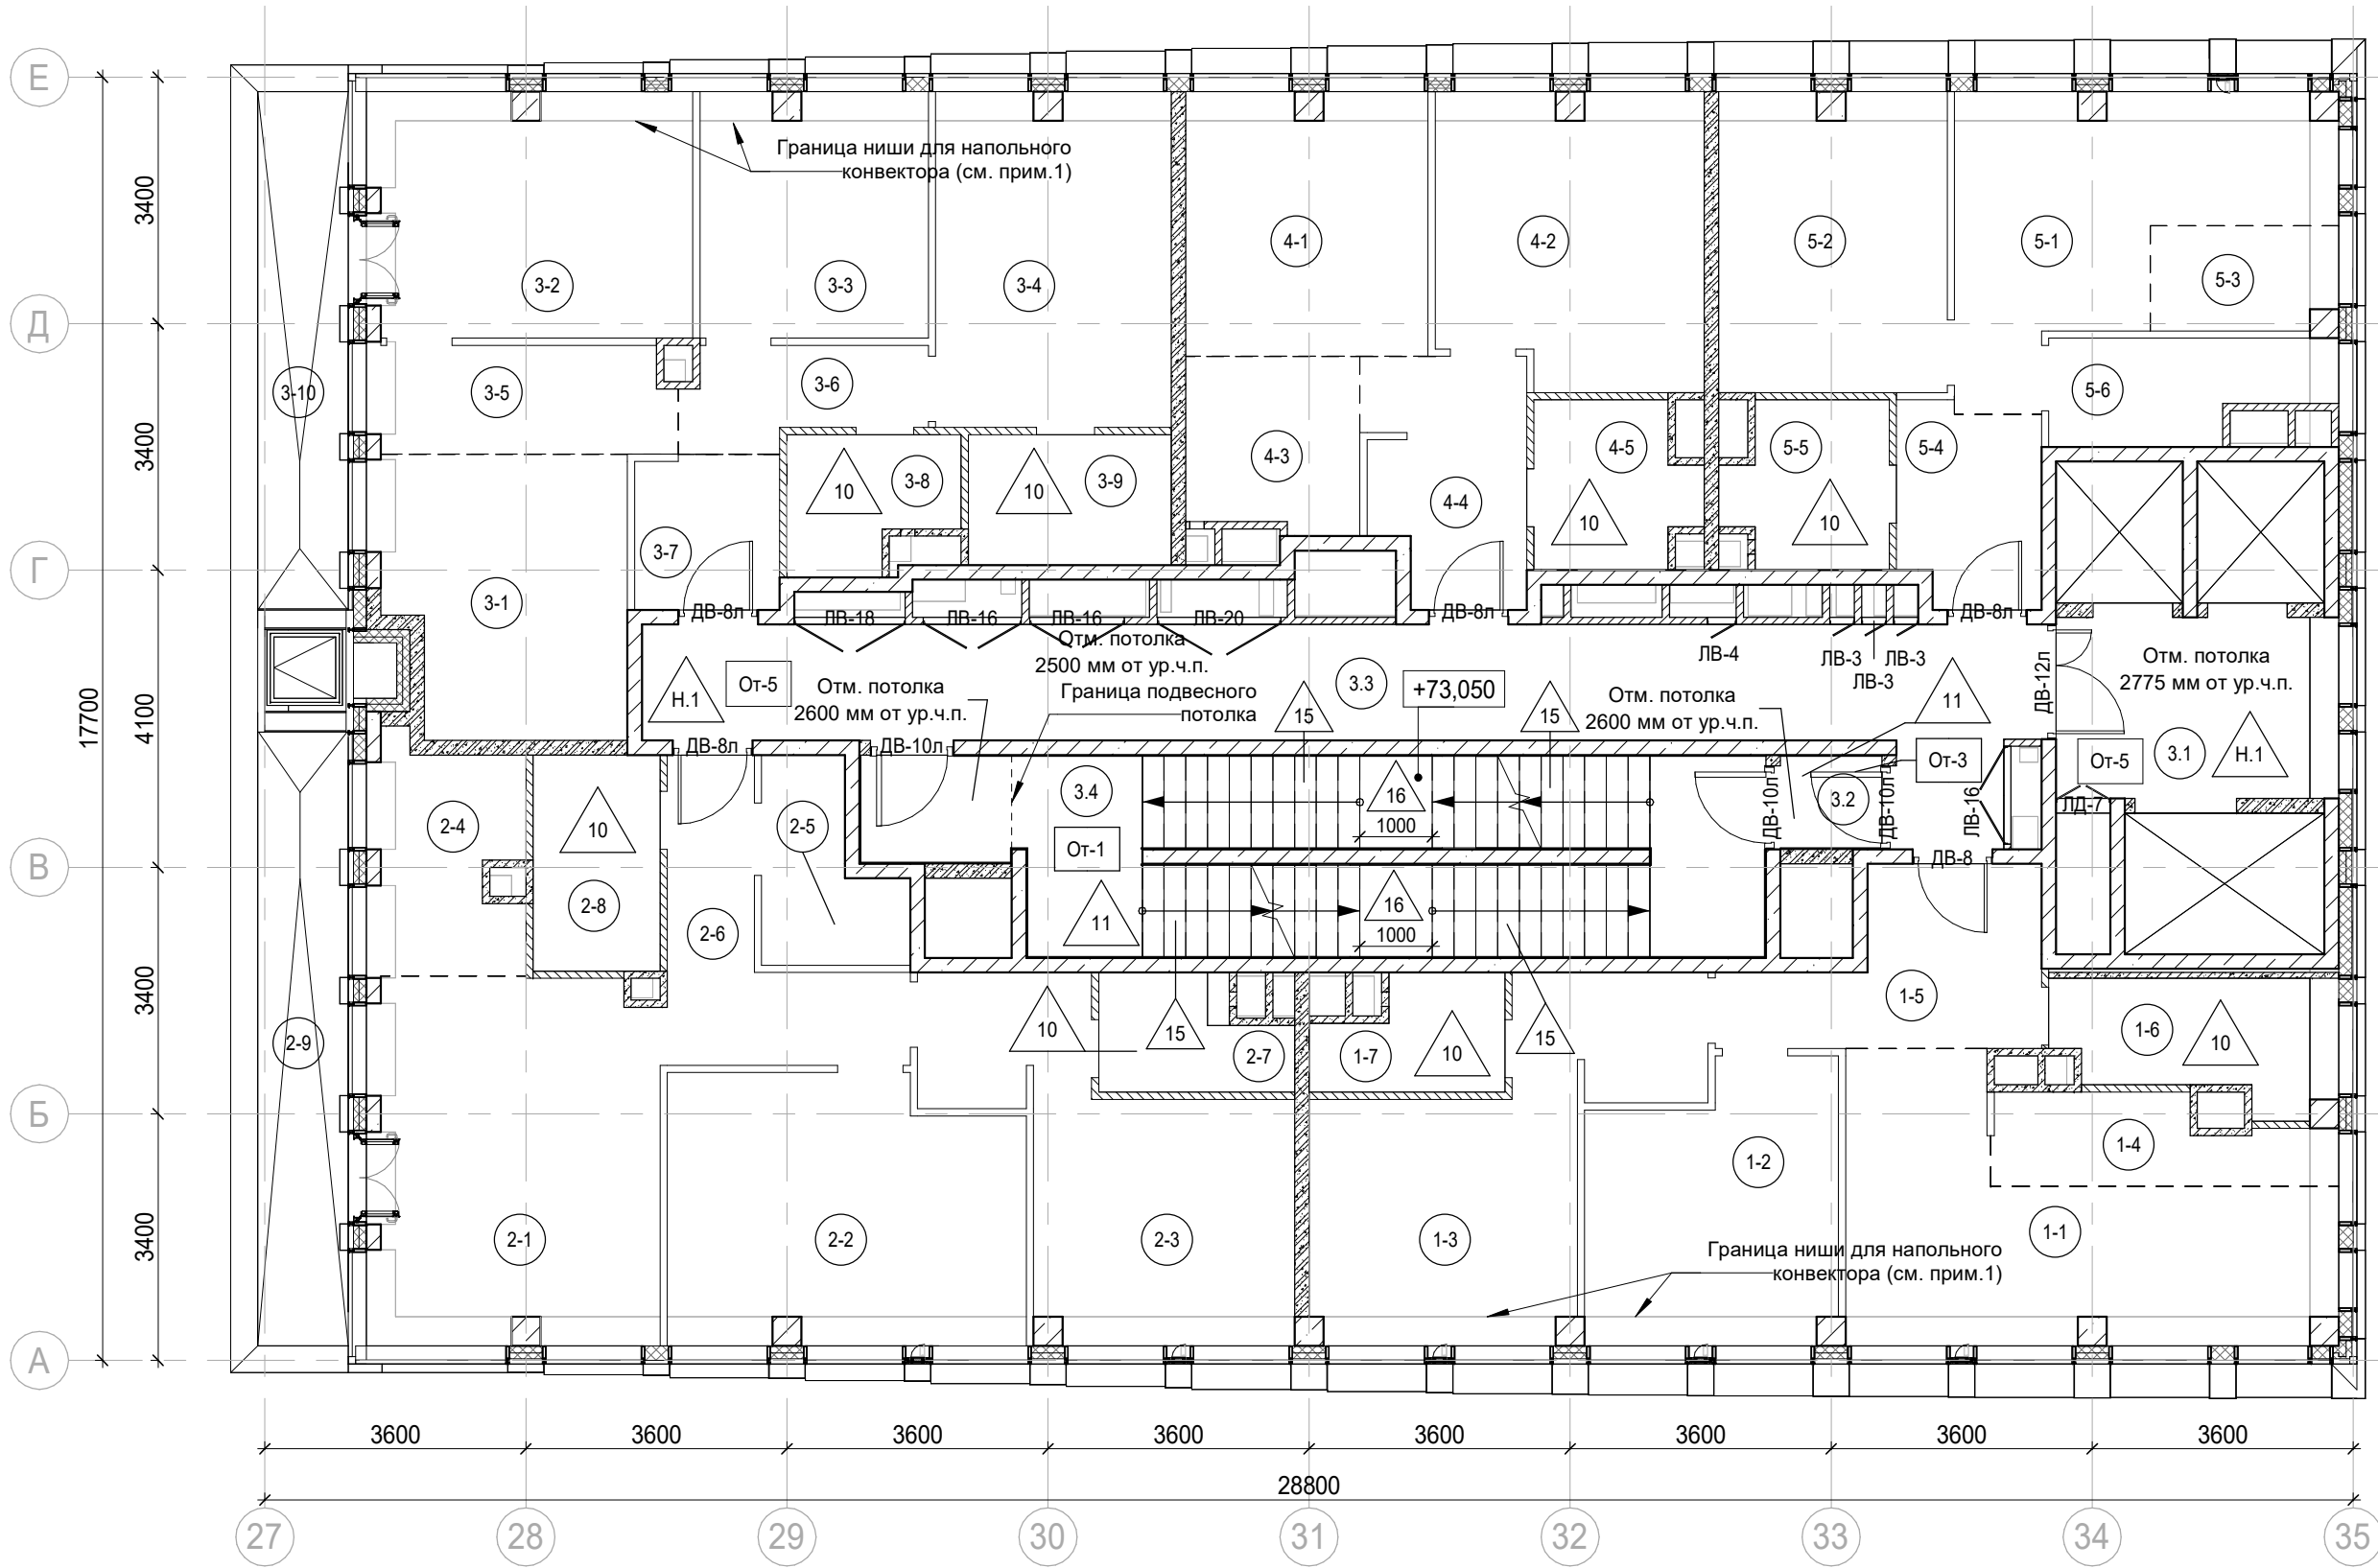 Е
Граница ниши для напольного
конвектора (см. прим.1)
3400
4-1
4-2
5-2
5-1
3-2
3-3
3-4
5-3
Д
3-10
3-5
3-6
5-6
3400
4-3
4-5
5-5
5-4
10
3-8
10
3-9
4-4
10
10
Г
3-7
3-1
ДВ-8л
ЛВ-18
ЛВ-16
ЛВ-16
ЛВ-20
ДВ-8л
ДВ-8л
Отм. потолка
2500 мм от ур.ч.п.
ЛВ-4
ЛВ-3
ЛВ-3
ЛВ-3
ДВ-12л
Отм. потолка
2775 мм от ур.ч.п.
17700
4100
Н.1
От-5
Отм. потолка
2600 мм от ур.ч.п.
Граница подвесного
потолка
3.3
+73,050
15
15
Отм. потолка
2600 мм от ур.ч.п.
11
ДВ-8л
ДВ-10л
От-3
От-5
3.1
Н.1
3.4
16
1000
ДВ-10л
3.2
ДВ-10л
ЛВ-16
ЛД-7
2-4
10
2-5
От-1
ДВ-8
В
2-8
2-6
11
16
1000
3400
2-9
10
15
2-7
1-7
10
15
1-5
1-6
10
Б
1-4
1-2
3400
2-1
2-2
2-3
1-3
1-1
Граница ниши для напольного
конвектора (см. прим.1)
А
3600
3600
3600
3600
3600
3600
3600
3600
28800
27
28
29
30
31
32
33
34
35